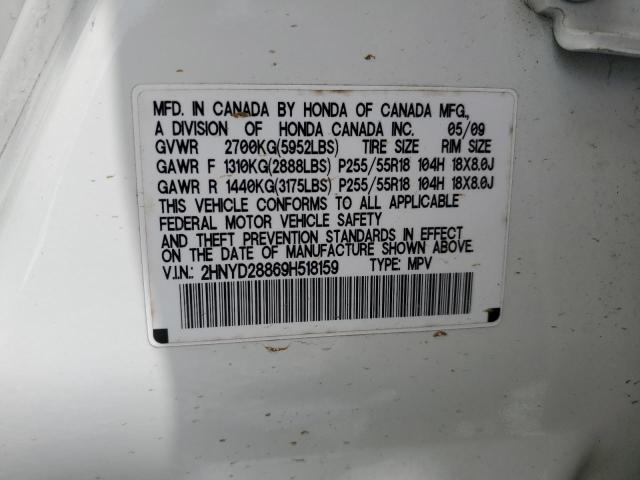 MFD. IN CANADA BY HONDA OF CANADA MFG.,
A DIVISION OF HONDA CANADA INC. 05/09
GVWR 2700KG(5952LBS) TIRE SIZE RIM SIZE
GAWR F 1310KG(2888LBS) P255/55R18 104H 18X8.0J
GAWR R 1440KG(3175LBS) P255/55R18 104H 18X8.0J
THIS VEHICLE CONFORMS TO ALL APPLICABLE
FEDERAL MOTOR VEHICLE SAFETY
AND THEFT PREVENTION STANDARDS IN EFFECT
ON THE DATE OF MANUFACTURE SHOWN ABOVE.
V.I.N.: 2HNYD28869H518159 TYPE: MPV